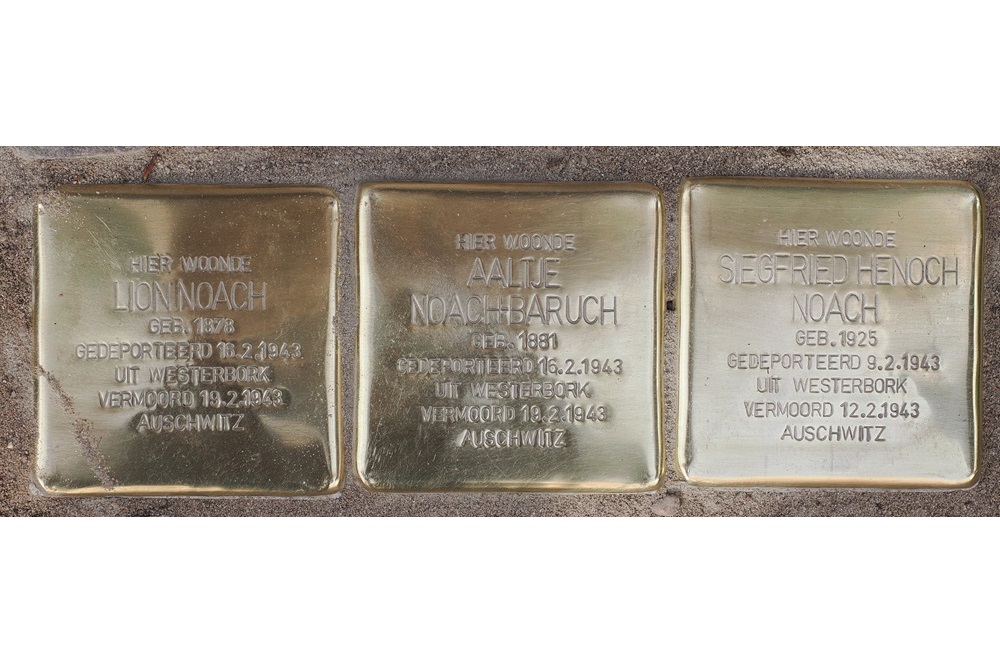 HIER WOONDE
LION NOACH
GEB. 1878
GEDEPORTEERD 16.2.1943
UIT WESTERBORK
VERMOORD 19.2.1943
AUSCHWITZ
HIER WOONDE
AALTJE
NOACH-BARUCH
GEB. 1881
GEDEPORTEERD 16.2.1943
UIT WESTERBORK
VERMOORD 19.2.1943
AUSCHWITZ
HIER WOONDE
SIEGFRIED HENOCH
NOACH
GEB. 1925
GEDEPORTEERD 9.2.1943
UIT WESTERBORK
VERMOORD 12.2.1943
AUSCHWITZ